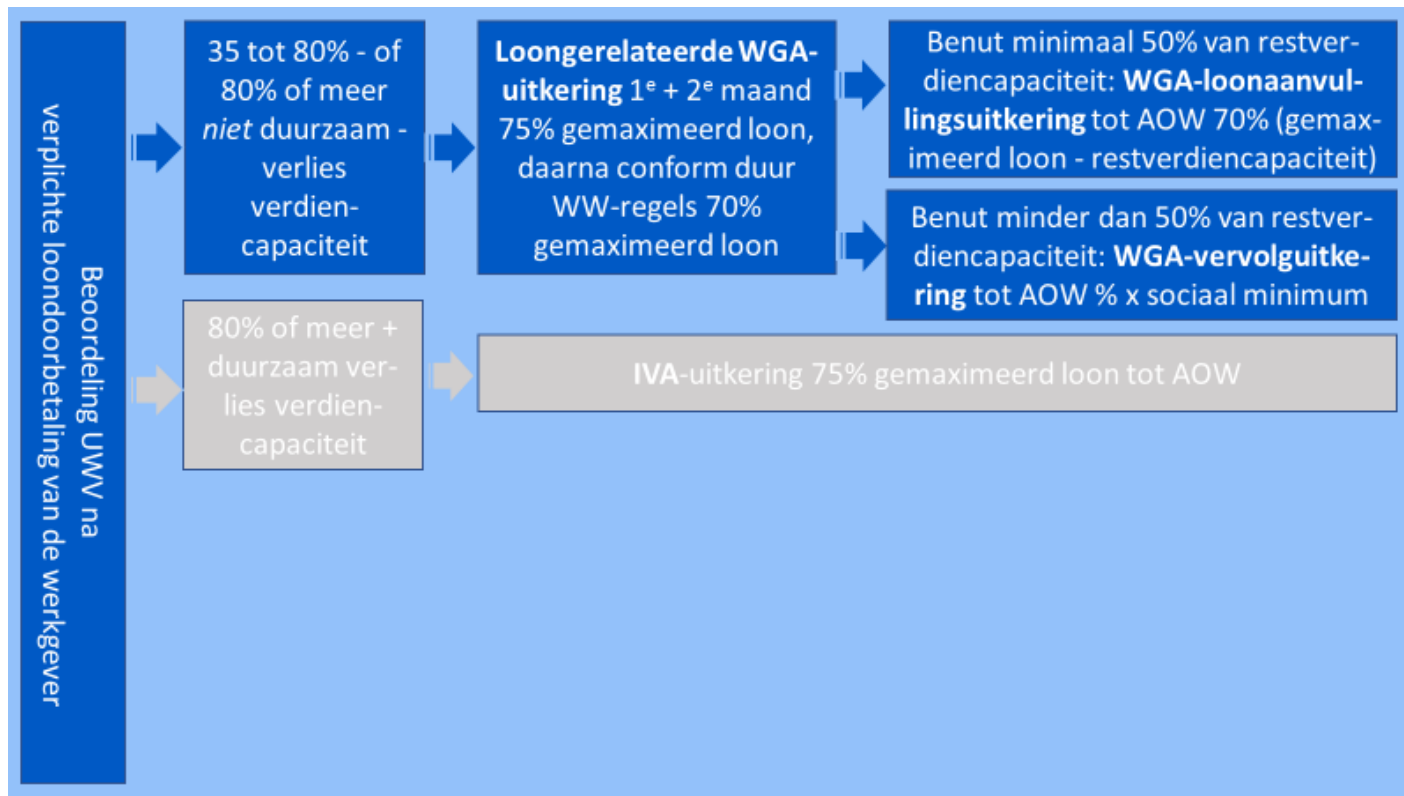 Beoordeling UWV na
verplichte loondoorbetaling van de werkgever
35 tot 80% - of
80% of meer
niet duurzaam -
verlies
verdien-
capaciteit
Loongerelateerde WGA-
uitkering 1e + 2e maand
75% gemaximeerd loon,
daarna conform duur
WW-regels 70%
gemaximeerd loon
Benut minimaal 50% van restver-
diencapaciteit: WGA-loonaanvul-
lingsuitkering tot AOW 70% (gemax-
imeerd loon - restverdiencapaciteit)
Benut minder dan 50% van restver-
diencapaciteit: WGA-vervolguitke-
ring tot AOW % x sociaal minimum
80% of meer +
duurzaam ver-
lies verdien-
capaciteit
IVA-uitkering 75% gemaximeerd loon tot AOW